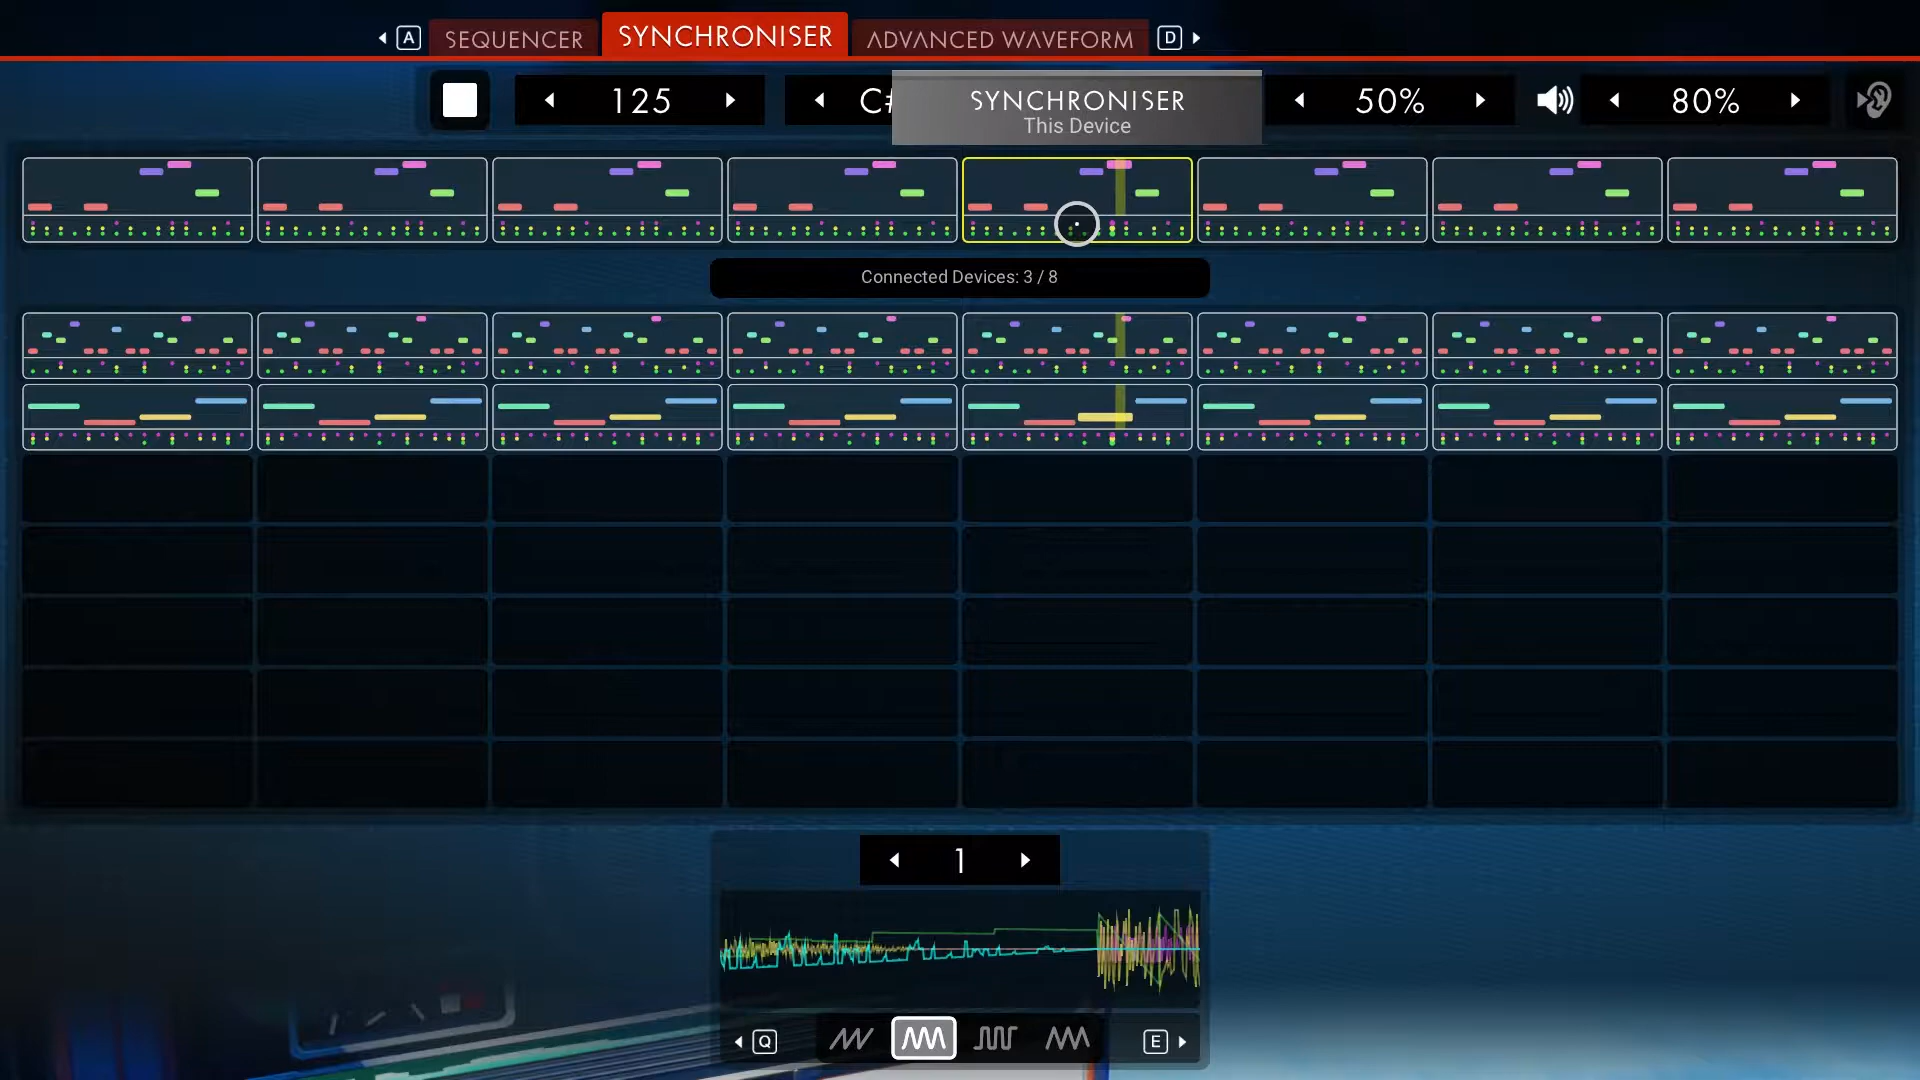 A SEQUENCER SYNCHRONISER ADVANCED WAVEFORM D
125 C# SYNCHRONISER 50% 80%
This Device
Connected Devices: 3 / 8
1
Q E